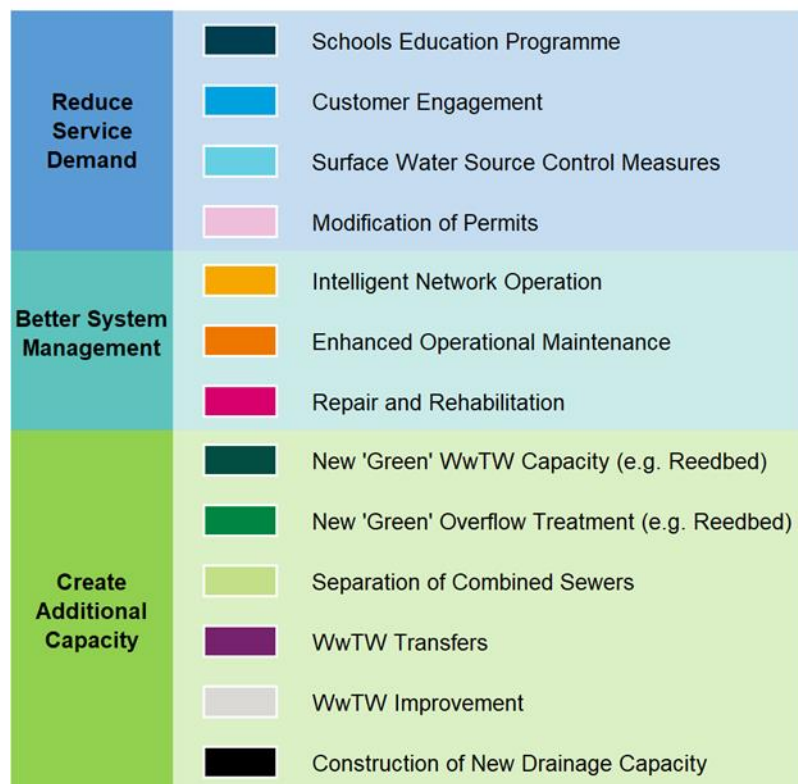 Reduce
Service
Demand
Schools Education Programme
Customer Engagement
Surface Water Source Control Measures
Modification of Permits
Better System
Management
Intelligent Network Operation
Enhanced Operational Maintenance
Repair and Rehabilitation
Create
Additional
Capacity
New 'Green' WwTW Capacity (e.g. Reedbed)
New 'Green' Overflow Treatment (e.g. Reedbed)
Separation of Combined Sewers
WwTW Transfers
WwTW Improvement
Construction of New Drainage Capacity